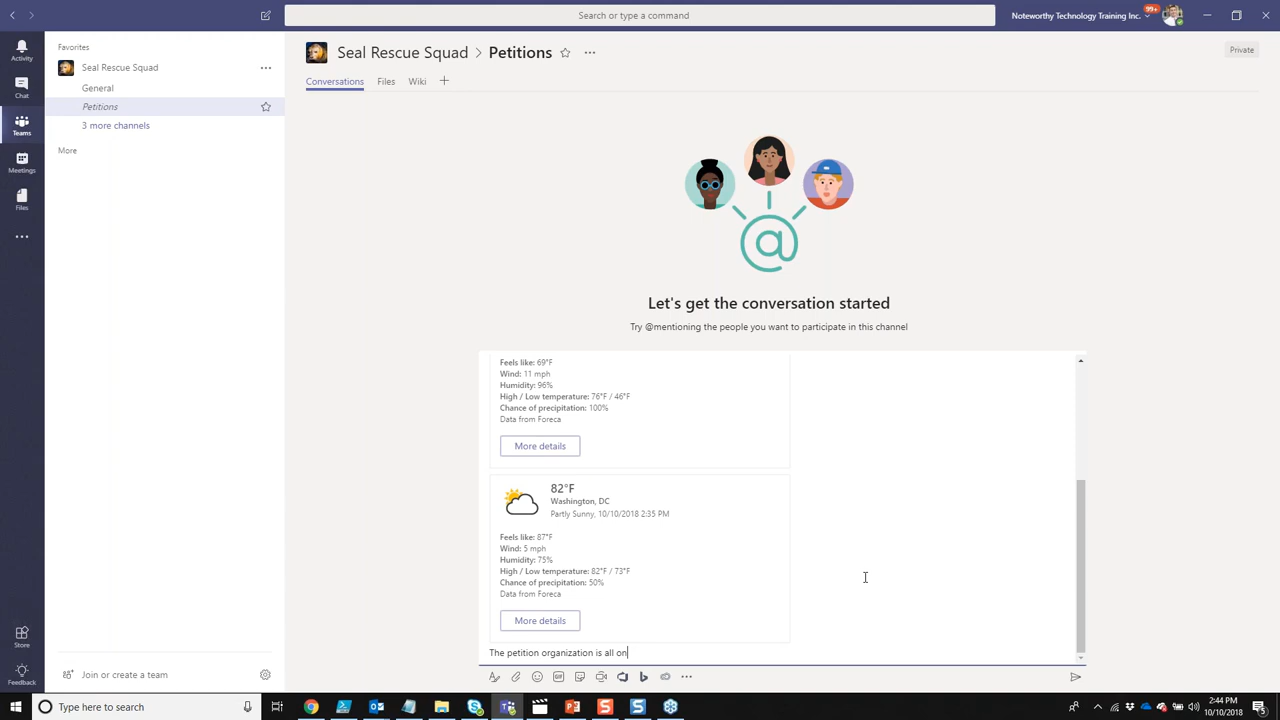 Search or type a command
Noteworthy Technology Training Inc.
99+
Activity
Chat
Teams
Meetings
Files
Store
Feedback
Favorites
Seal Rescue Squad
General
Petitions
3 more channels
More
Join or create a team
Seal Rescue Squad > Petitions
Private
Conversations Files Wiki
@
Let's get the conversation started
Try @mentioning the people you want to participate in this channel
Feels like: 69°F
Wind: 11 mph
Humidity: 96%
High / Low temperature: 76°F / 46°F
Chance of precipitation: 100%
Data from Foreca
More details
82°F
Washington, DC
Partly Sunny, 10/10/2018 2:35 PM
Feels like: 87°F
Wind: 5 mph
Humidity: 75%
High / Low temperature: 82°F / 73°F
Chance of precipitation: 50%
Data from Foreca
More details
The petition organization is all on
GIF
Type here to search
2:44 PM
10/10/2018